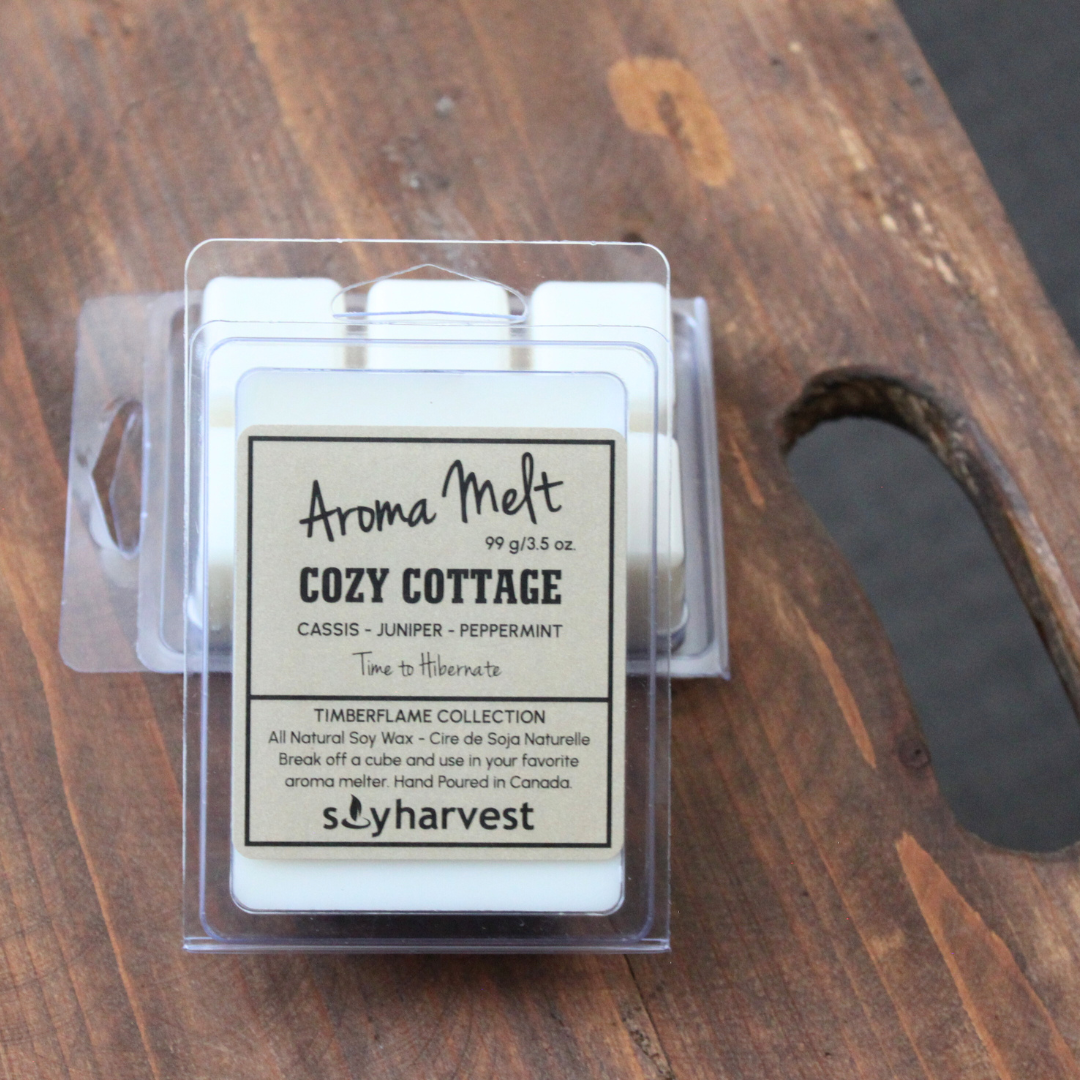 Aroma Melt
99 g/3.5 oz.
COZY COTTAGE
CASSIS - JUNIPER - PEPPERMINT
Time to Hibernate
TIMBERFLAME COLLECTION
All Natural Soy Wax - Cire de Soja Naturelle
Break off a cube and use in your favorite
aroma melter. Hand Poured in Canada.
soyharvest